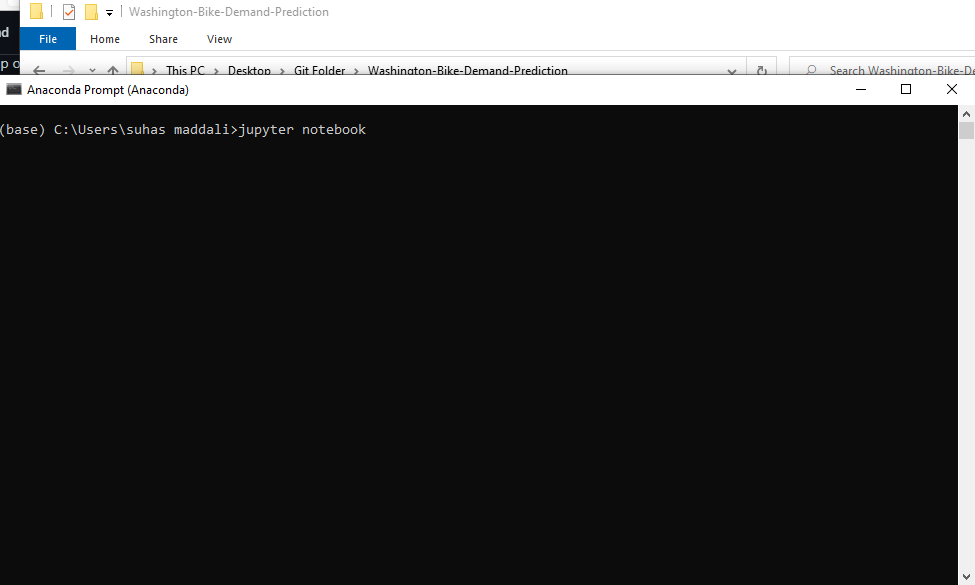 Washington-Bike-Demand-Prediction
File Home Share View
This PC > Desktop > Git Folder > Washington-Bike-Demand-Prediction
Search Washington-Bike-De
Anaconda Prompt (Anaconda)
(base) C:\Users\suhas maddali>jupyter notebook